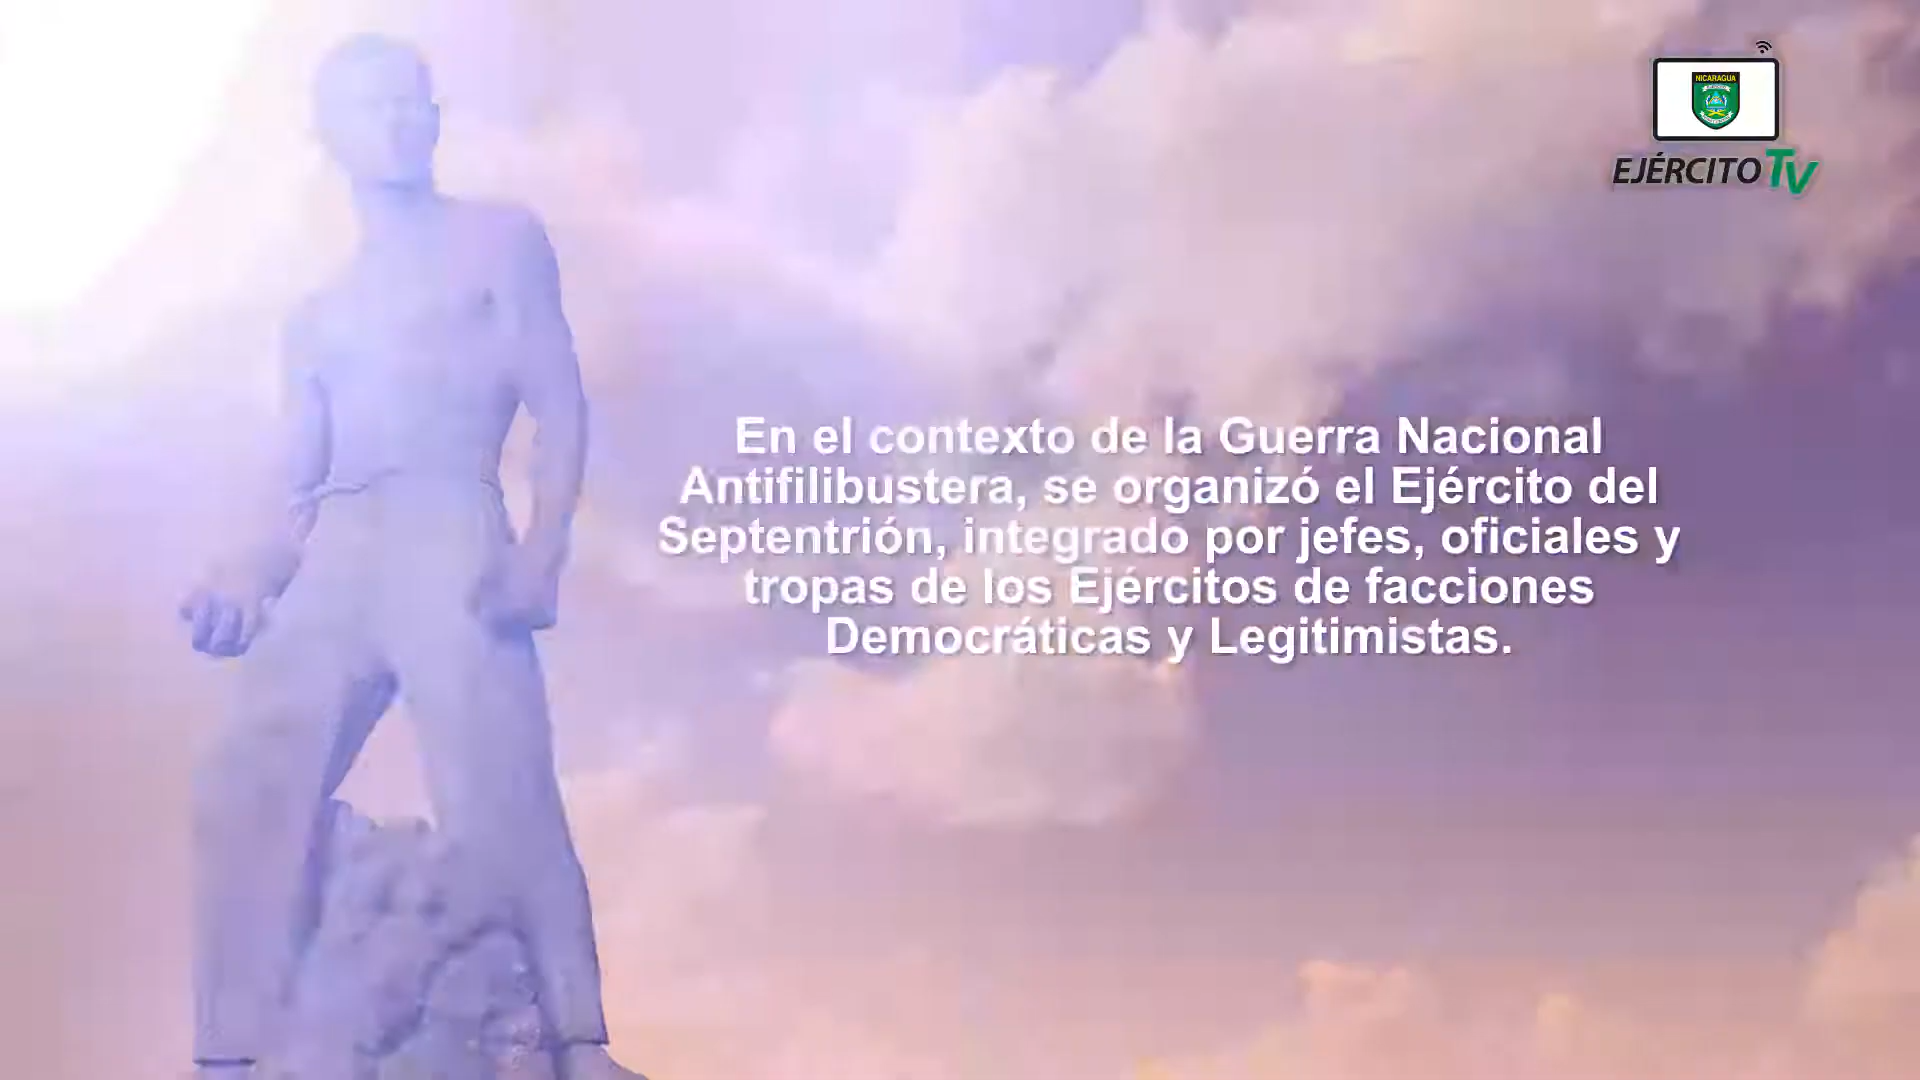 NICARAGUA
EJÉRCITO TV
En el contexto de la Guerra Nacional
Antifilibustera, se organizó el Ejército del
Septentrión, integrado por jefes, oficiales y
tropas de los Ejércitos de facciones
Democráticas y Legitimistas.